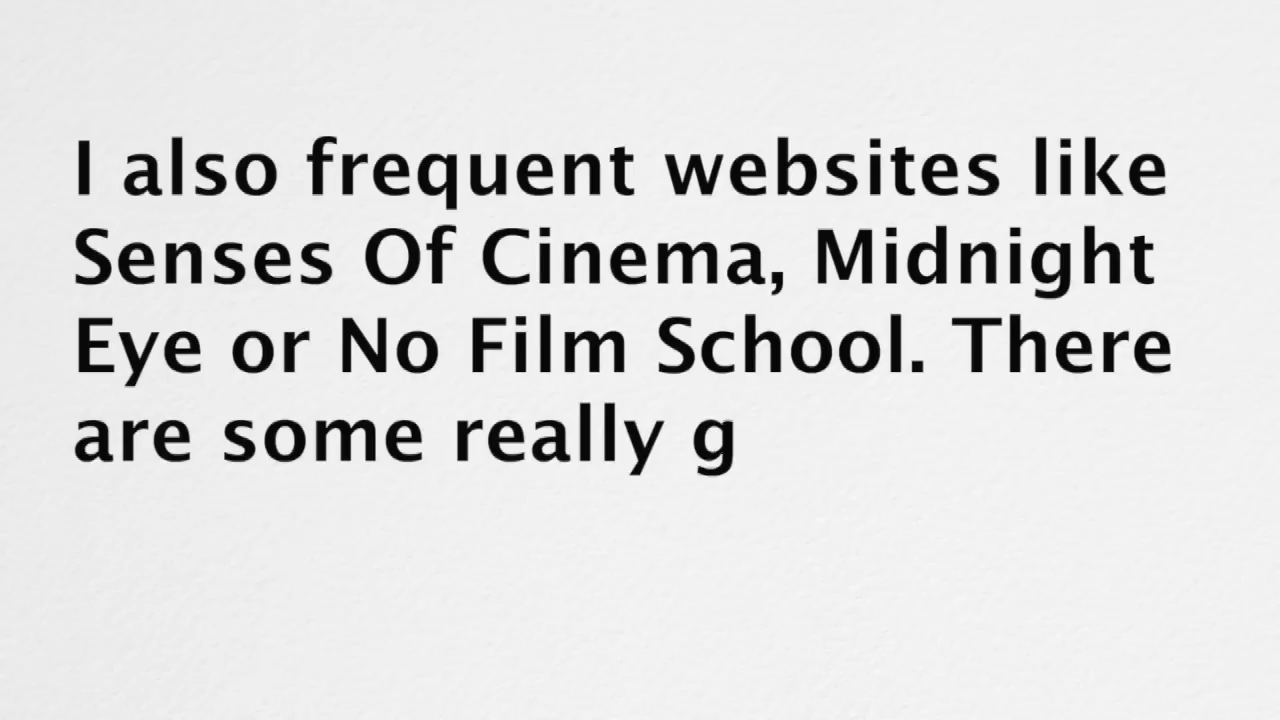 I also frequent websites like
Senses Of Cinema, Midnight
Eye or No Film School. There
are some really g